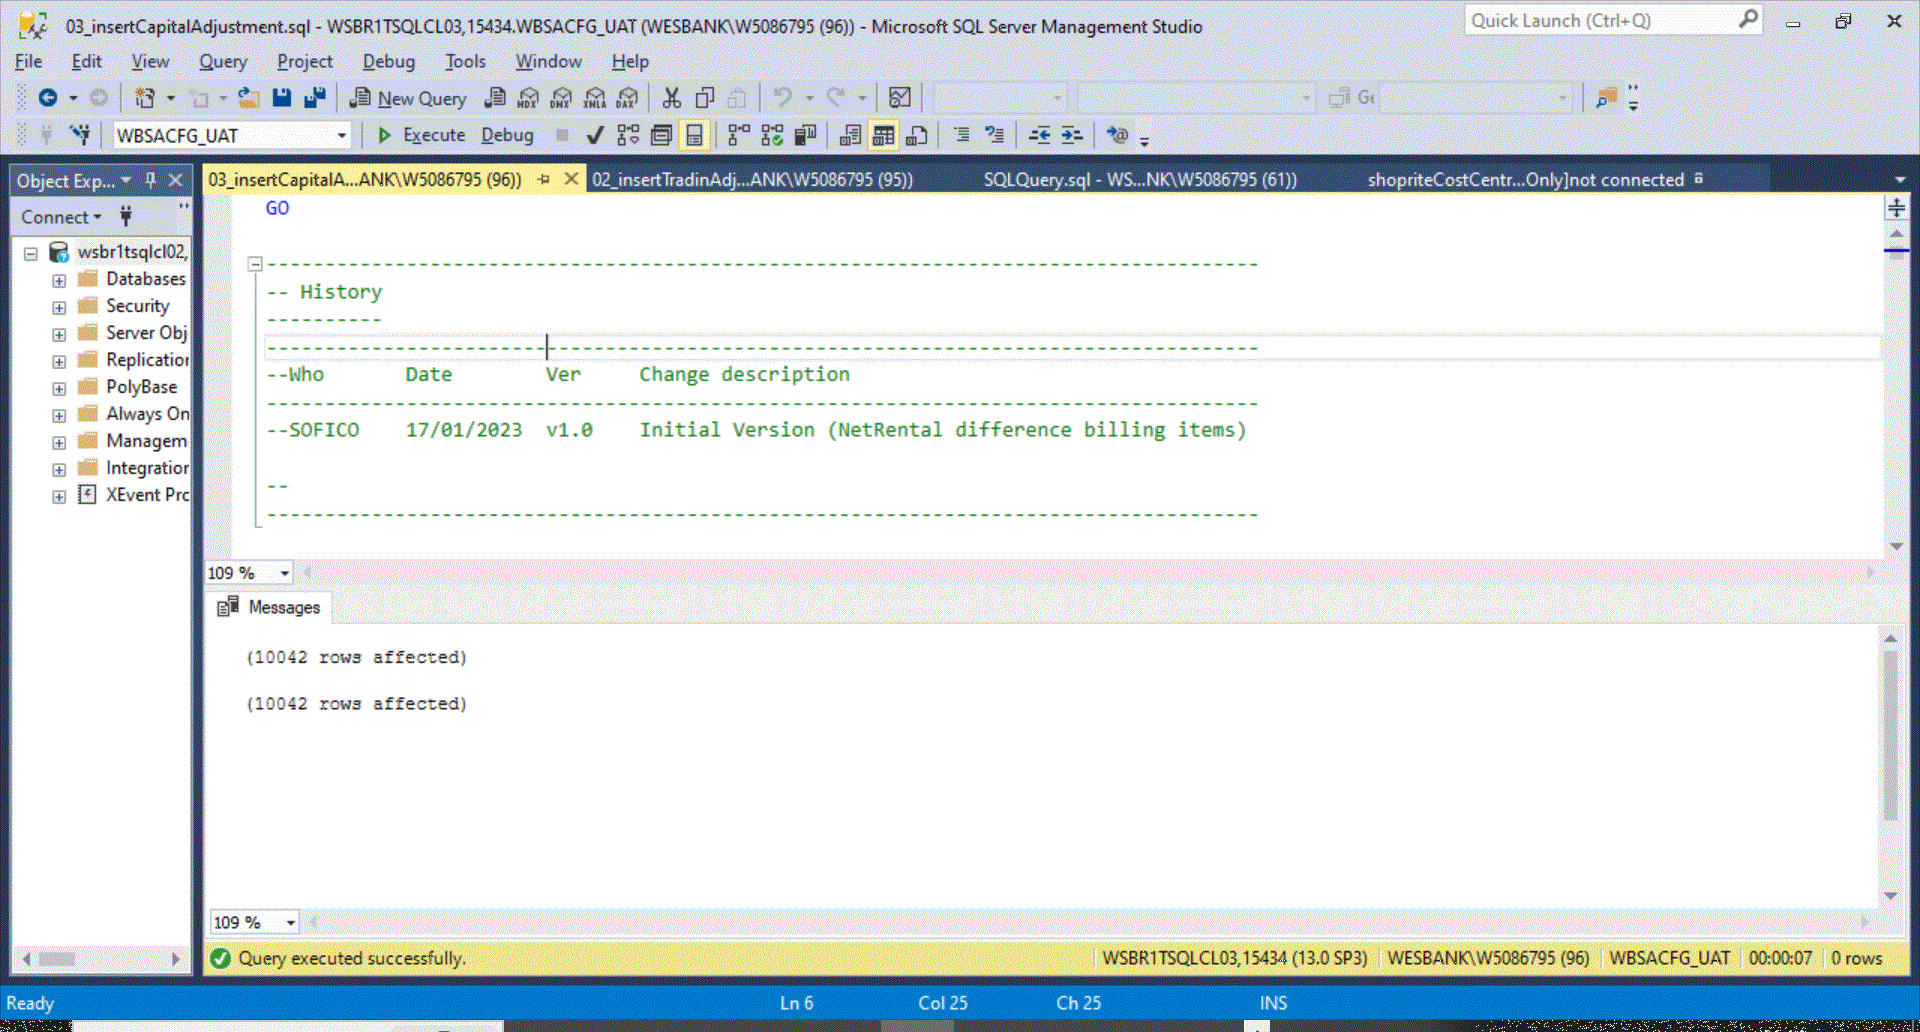 03_insertCapitalAdjustment.sql - WSBR1TSQLCL03,15434.WBSACFG_UAT (WESBANK\W5086795 (96)) - Microsoft SQL Server Management Studio
Quick Launch (Ctrl+Q)
File Edit View Query Project Debug Tools Window Help
New Query MDX DMX XMLA DAX
WBSACFG_UAT Execute Debug
Object Exp...
03_insertCapitalA...ANK\W5086795 (96)) 02_insertTradinAdj...ANK\W5086795 (95)) SQLQuery.sql - WS...NK\W5086795 (61)) shopriteCostCentr...Only]not connected
Connect
wsbr1tsqlcl02,
Databases
Security
Server Obj
Replication
PolyBase
Always On
Managem
Integration
XEvent Pro
GO
-------------------------------------------------------------------------------------
-- History
----------
-------------------------------------------------------------------------------------
--Who Date Ver Change description
-------------------------------------------------------------------------------------
--SOFICO 17/01/2023 v1.0 Initial Version (NetRental difference billing items)
--
-------------------------------------------------------------------------------------
109 %
Messages
(10042 rows affected)
(10042 rows affected)
109 %
Query executed successfully. WSBR1TSQLCL03,15434 (13.0 SP3) WESBANK\W5086795 (96) WBSACFG_UAT 00:00:07 0 rows
Ready Ln 6 Col 25 Ch 25 INS